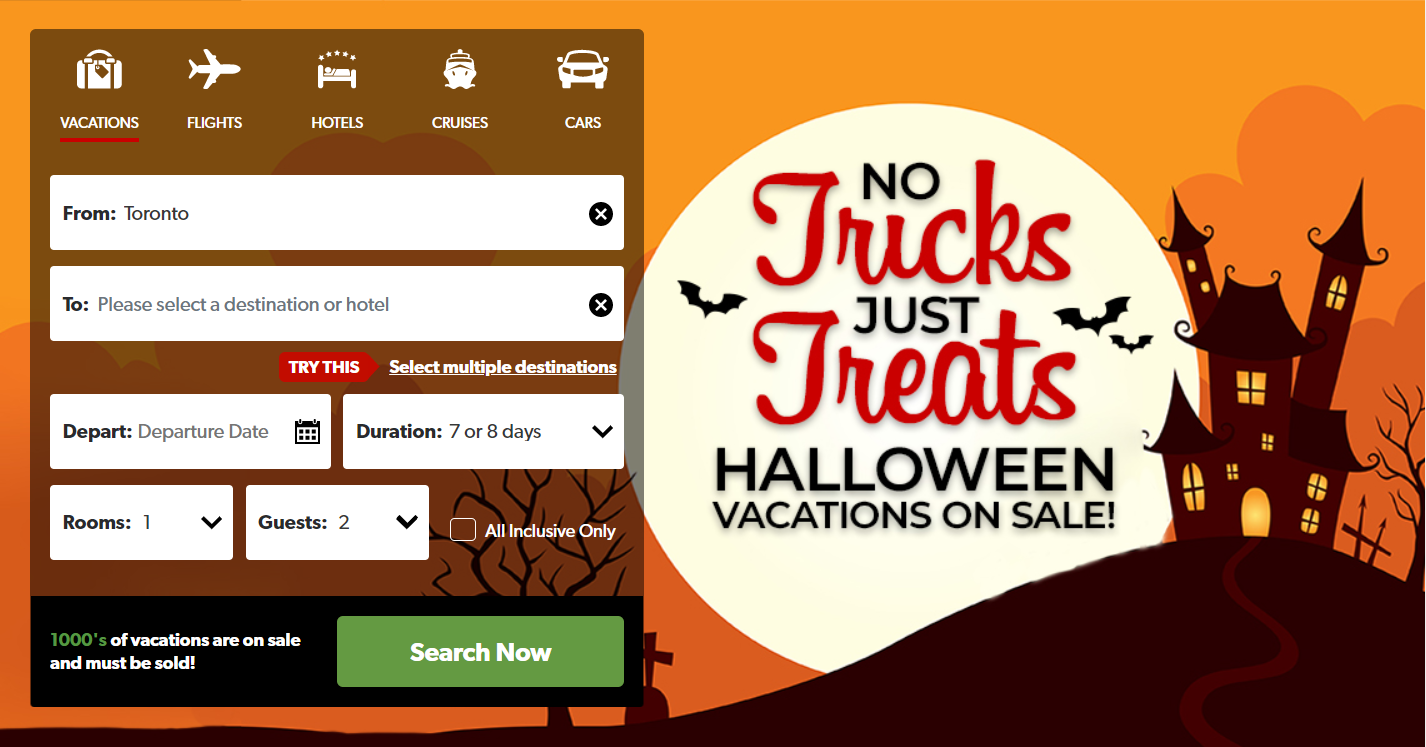 VACATIONS FLIGHTS HOTELS CRUISES CARS
From: Toronto
To: Please select a destination or hotel
TRY THIS Select multiple destinations
Depart: Departure Date Duration: 7 or 8 days
Rooms: 1 Guests: 2 All Inclusive Only
1000's of vacations are on sale
and must be sold!
Search Now
NO
Tricks
JUST
Treats
HALLOWEEN
VACATIONS ON SALE!